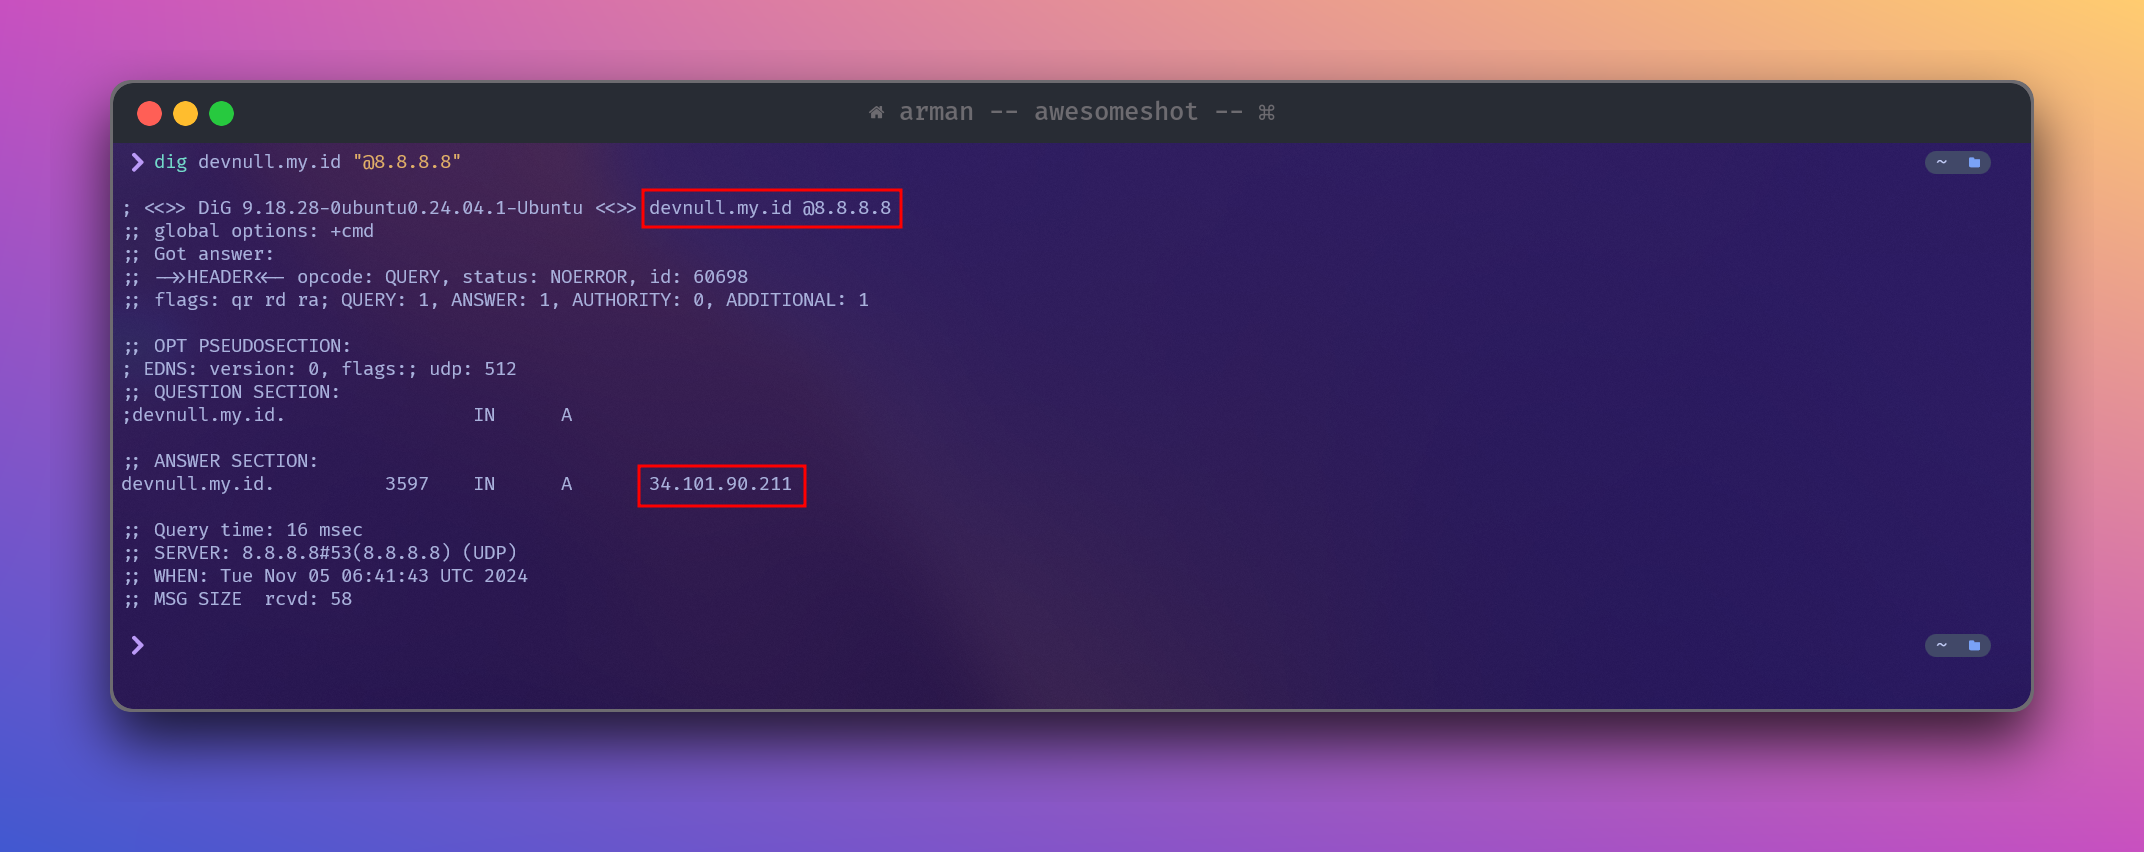 arman -- awesomeshot -- ⌘
❯ dig devnull.my.id "@8.8.8.8" ~
; <<>> DiG 9.18.28-0ubuntu0.24.04.1-Ubuntu <<>> devnull.my.id @8.8.8.8
;; global options: +cmd
;; Got answer:
;; ->>HEADER<<- opcode: QUERY, status: NOERROR, id: 60698
;; flags: qr rd ra; QUERY: 1, ANSWER: 1, AUTHORITY: 0, ADDITIONAL: 1
;; OPT PSEUDOSECTION:
; EDNS: version: 0, flags:; udp: 512
;; QUESTION SECTION:
;devnull.my.id. IN A
;; ANSWER SECTION:
devnull.my.id. 3597 IN A 34.101.90.211
;; Query time: 16 msec
;; SERVER: 8.8.8.8#53(8.8.8.8) (UDP)
;; WHEN: Tue Nov 05 06:41:43 UTC 2024
;; MSG SIZE  rcvd: 58
❯ ~